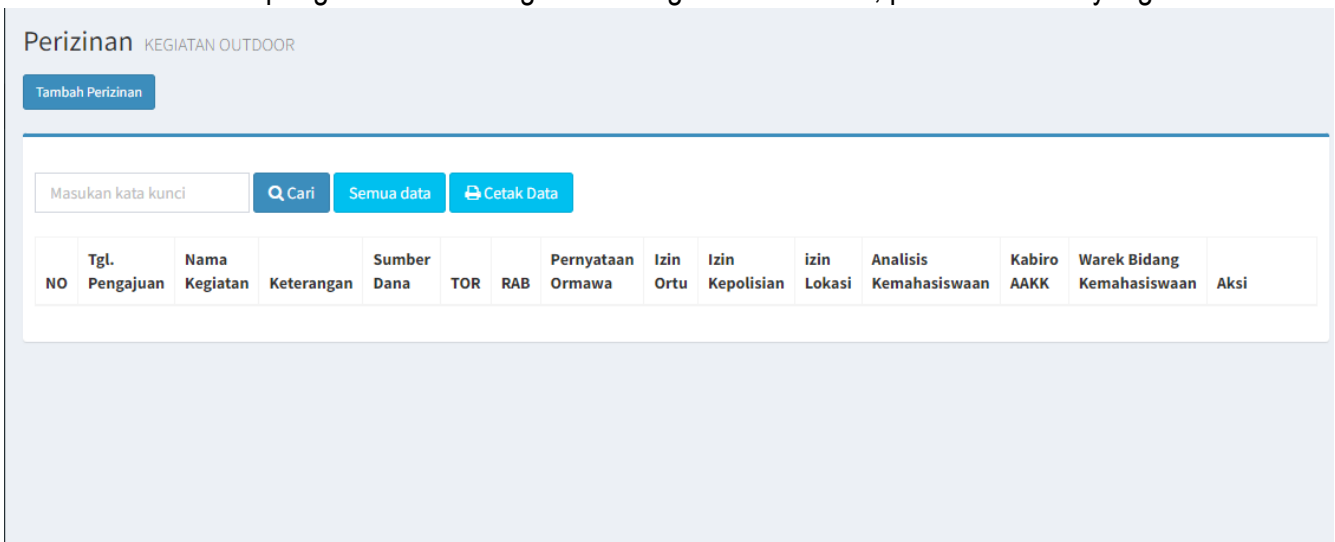 Perizinan KEGIATAN OUTDOOR
Tambah Perizinan
Masukan kata kunci Cari Semua data Cetak Data
NO Tgl. Pengajuan Nama Kegiatan Keterangan Sumber Dana TOR RAB Pernyataan Ormawa Izin Ortu Izin Kepolisian izin Lokasi Analisis Kemahasiswaan Kabiro AAKK Warek Bidang Kemahasiswaan Aksi